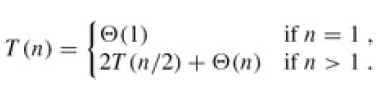 T(n) = { Θ(1) if n = 1 ,
2T(n/2) + Θ(n) if n > 1 .